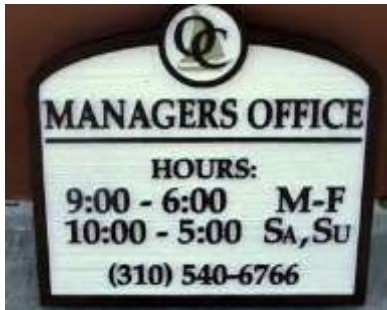 OC
MANAGERS OFFICE
HOURS:
9:00 - 6:00 M-F
10:00 - 5:00 SA, SU
(310) 540-6766